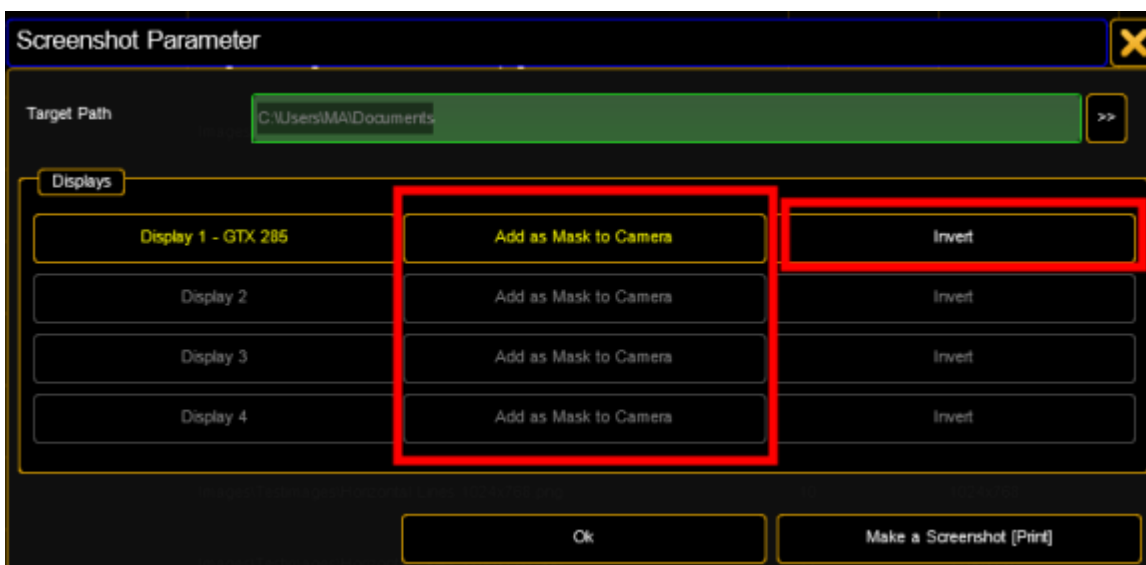 Screenshot Parameter
Target Path
C:\Users\MA\Documents
>>
Displays
Display 1 - GTX 285 Add as Mask to Camera Invert
Display 2 Add as Mask to Camera Invert
Display 3 Add as Mask to Camera Invert
Display 4 Add as Mask to Camera Invert
Ok Make a Screenshot [Print]